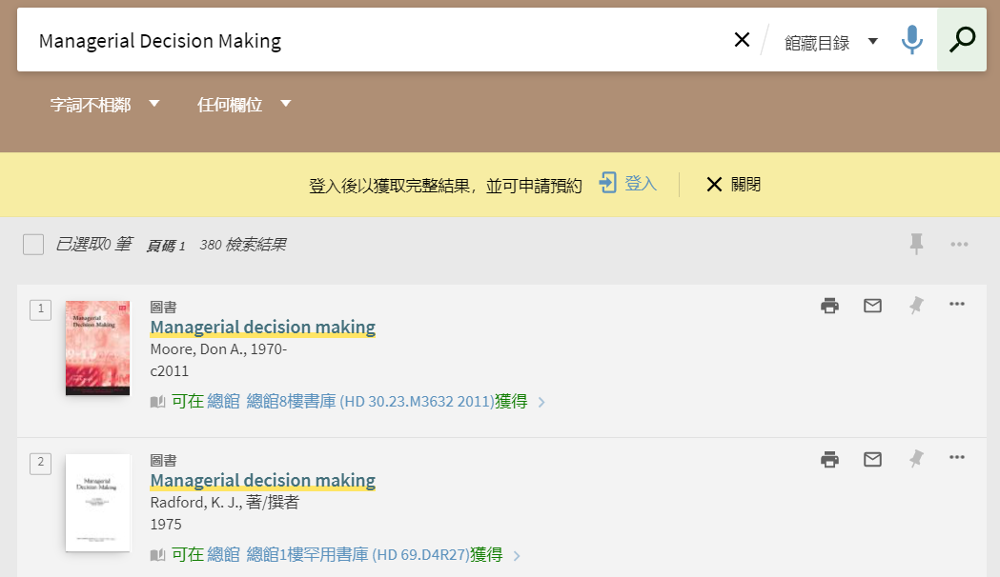 Managerial Decision Making
館藏目錄
字詞不相鄰 任何欄位
登入後以獲取完整結果，並可申請預約 登入 關閉
已選取0 筆 頁碼 1 380 檢索結果
1
Managerial
Decision Making
圖書
Managerial decision making
Moore, Don A., 1970-
c2011
可在 總館 總館8樓書庫 (HD 30.23.M3632 2011)獲得
2
Managerial
Decision Making
圖書
Managerial decision making
Radford, K. J., 著/撰者
1975
可在 總館 總館1樓罕用書庫 (HD 69.D4R27)獲得